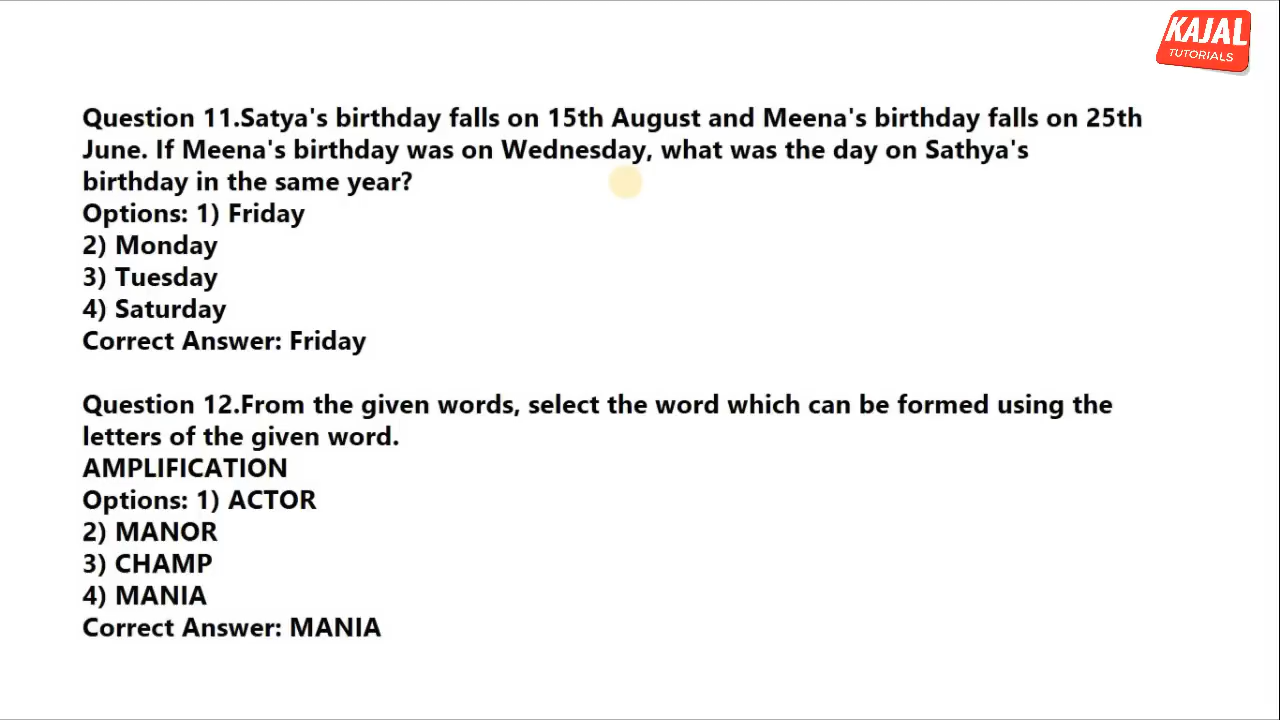 KAJAL
TUTORIALS
Question 11.Satya's birthday falls on 15th August and Meena's birthday falls on 25th
June. If Meena's birthday was on Wednesday, what was the day on Sathya's
birthday in the same year?
Options: 1) Friday
2) Monday
3) Tuesday
4) Saturday
Correct Answer: Friday
Question 12.From the given words, select the word which can be formed using the
letters of the given word.
AMPLIFICATION
Options: 1) ACTOR
2) MANOR
3) CHAMP
4) MANIA
Correct Answer: MANIA